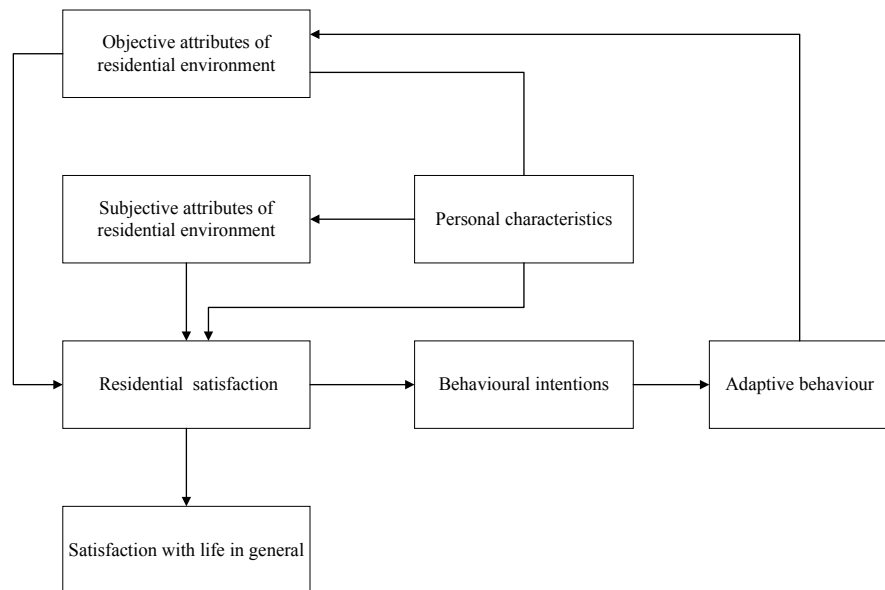 Objective attributes of
residential environment
Subjective attributes of
residential environment
Personal characteristics
Residential satisfaction
Behavioural intentions
Adaptive behaviour
Satisfaction with life in general